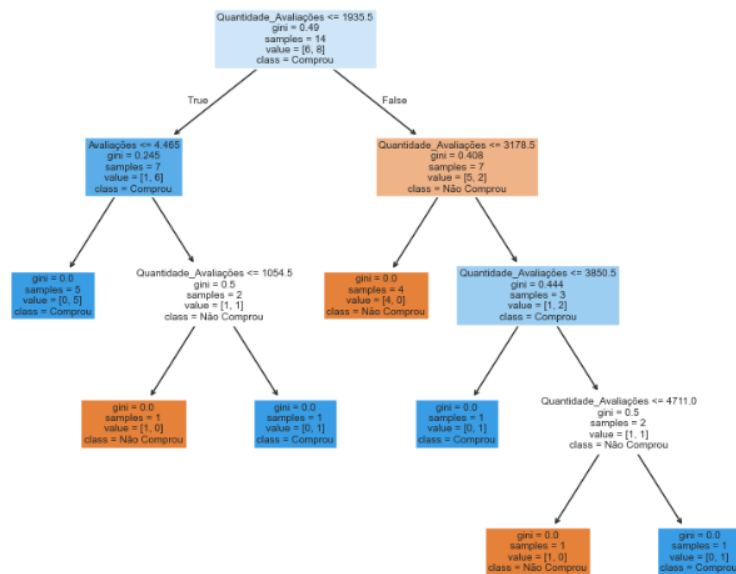 Quantidade_Avaliações <= 1935.5
gini = 0.49
samples = 14
value = [6, 8]
class = Comprou
True
False
Avaliações <= 4.465
gini = 0.245
samples = 7
value = [1, 6]
class = Comprou
Quantidade_Avaliações <= 3178.5
gini = 0.408
samples = 7
value = [5, 2]
class = Não Comprou
gini = 0.0
samples = 5
value = [0, 5]
class = Comprou
Quantidade_Avaliações <= 1054.5
gini = 0.5
samples = 2
value = [1, 1]
class = Não Comprou
gini = 0.0
samples = 4
value = [4, 0]
class = Não Comprou
Quantidade_Avaliações <= 3850.5
gini = 0.444
samples = 3
value = [1, 2]
class = Comprou
gini = 0.0
samples = 1
value = [1, 0]
class = Não Comprou
gini = 0.0
samples = 1
value = [0, 1]
class = Comprou
gini = 0.0
samples = 1
value = [0, 1]
class = Comprou
Quantidade_Avaliações <= 4711.0
gini = 0.5
samples = 2
value = [1, 1]
class = Não Comprou
gini = 0.0
samples = 1
value = [1, 0]
class = Não Comprou
gini = 0.0
samples = 1
value = [0, 1]
class = Comprou